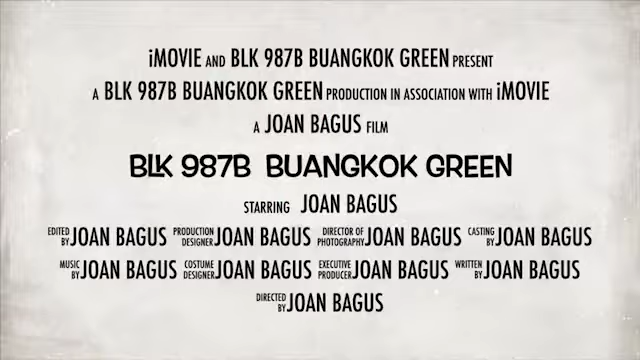 iMOVIE AND BLK 987B BUANGKOK GREEN PRESENT
A BLK 987B BUANGKOK GREEN PRODUCTION IN ASSOCIATION WITH iMOVIE
A JOAN BAGUS FILM
BLK 987B BUANGKOK GREEN
STARRING JOAN BAGUS
EDITED BY JOAN BAGUS PRODUCTION DESIGNER JOAN BAGUS DIRECTOR OF PHOTOGRAPHY JOAN BAGUS CASTING BY JOAN BAGUS
MUSIC BY JOAN BAGUS COSTUME DESIGNER JOAN BAGUS EXECUTIVE PRODUCER JOAN BAGUS WRITTEN BY JOAN BAGUS
DIRECTED BY JOAN BAGUS